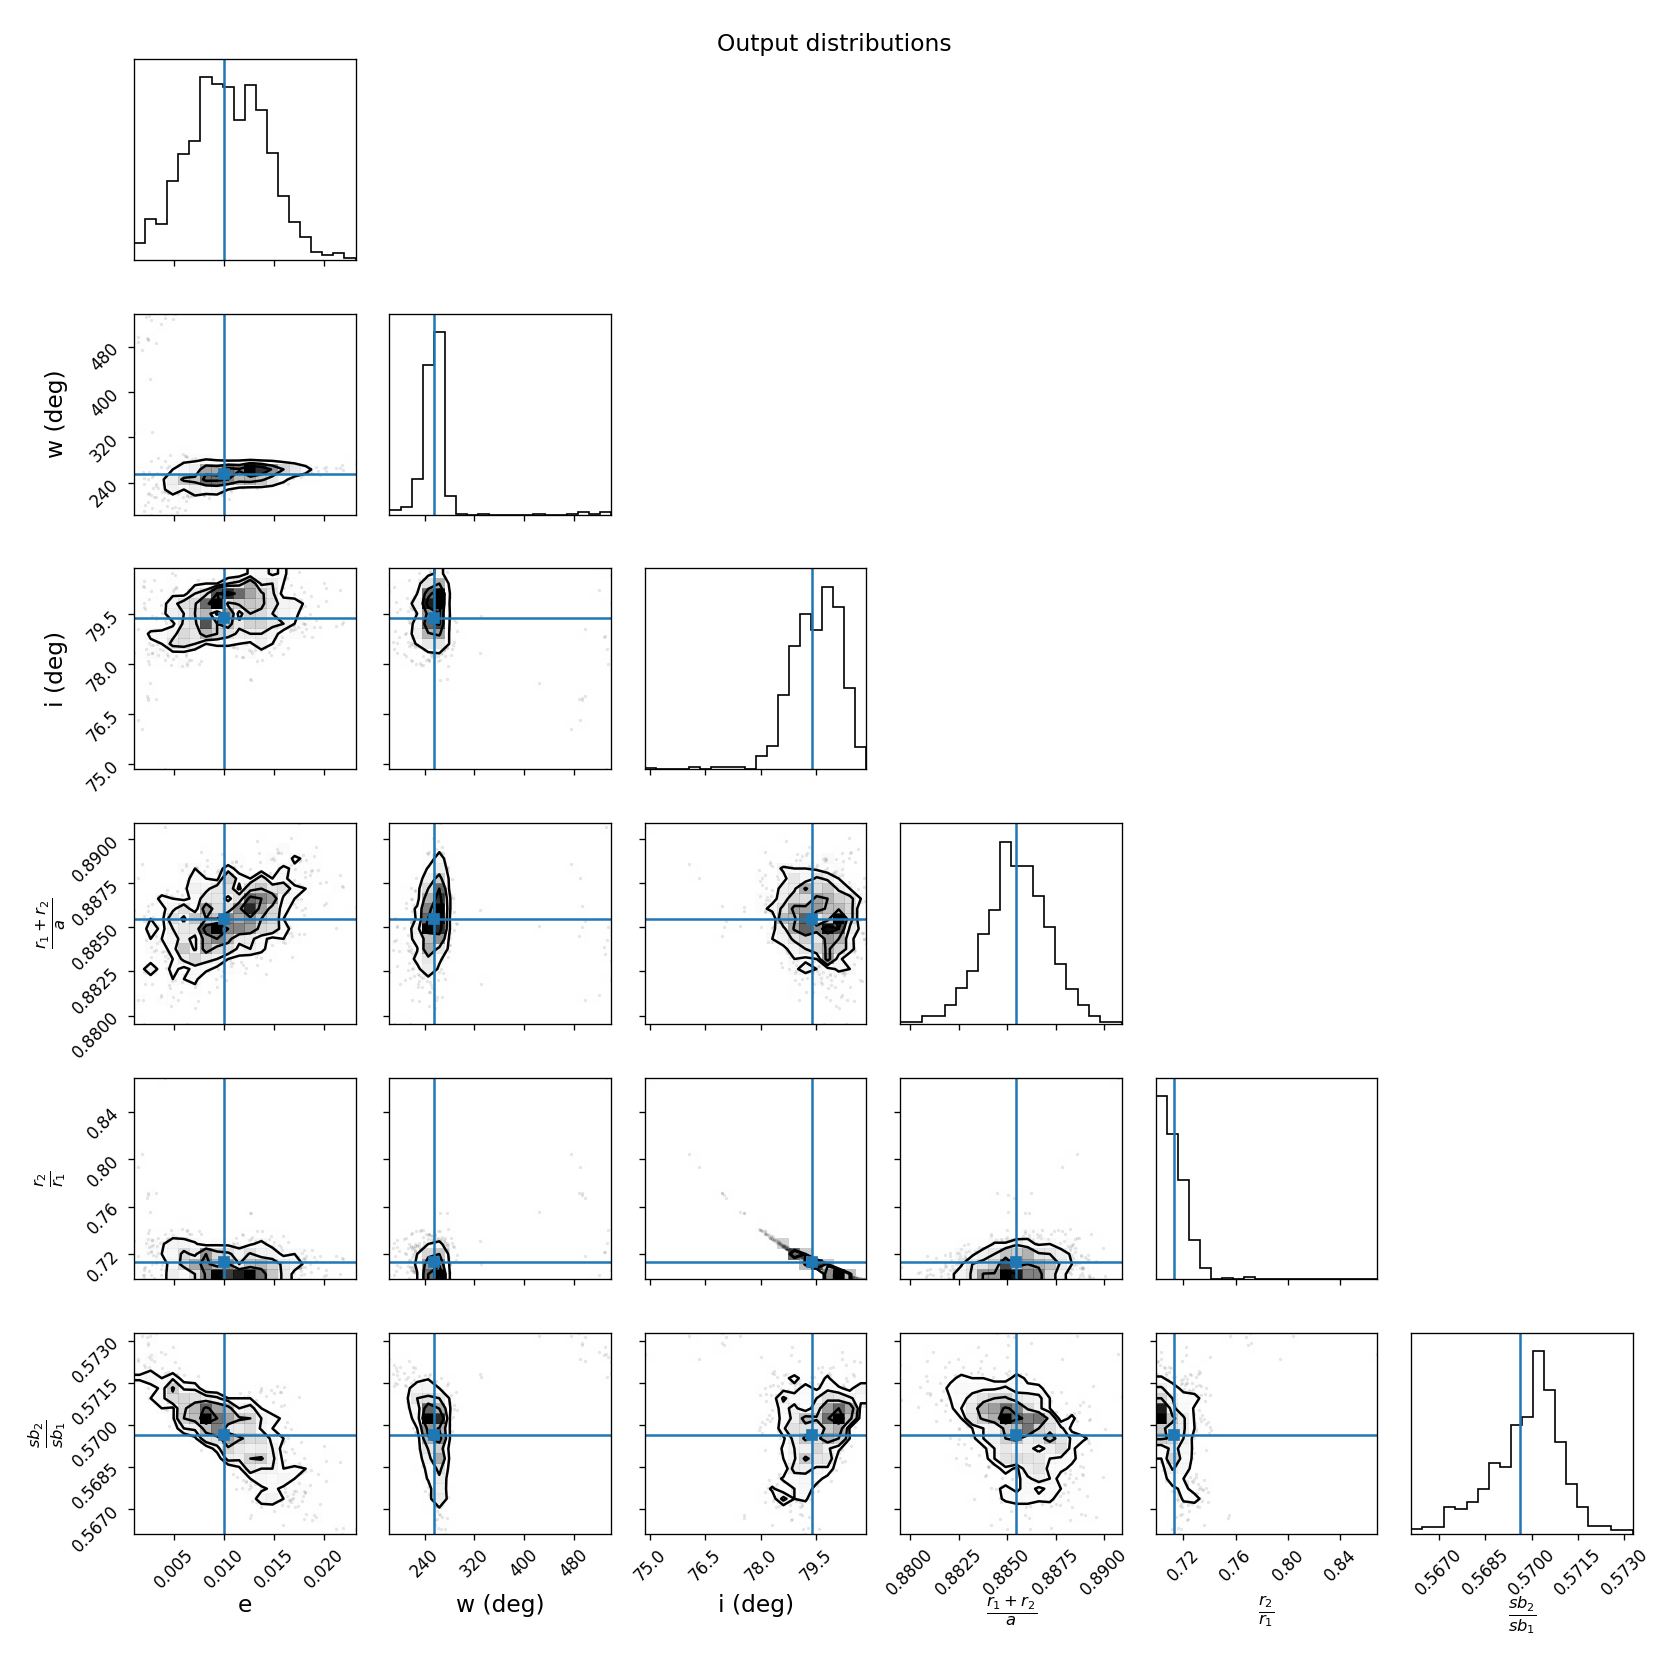 Output distributions
w (deg)
480
400
320
240
i (deg)
79.5
78.0
76.5
75.0
r₁ + r₂
a
0.8900
0.8875
0.8850
0.8825
0.8800
r₂
r₁
0.84
0.80
0.76
0.72
sb₂
sb₁
0.5730
0.5715
0.5700
0.5685
0.5670
0.005 0.010 0.015 0.020 240 320 400 480 75.0 76.5 78.0 79.5 0.8800 0.8825 0.8850 0.8875 0.8900 0.72 0.76 0.80 0.84 0.5670 0.5685 0.5700 0.5715 0.5730
e w (deg) i (deg) r₁ + r₂ r₂ sb₂
a r₁ sb₁